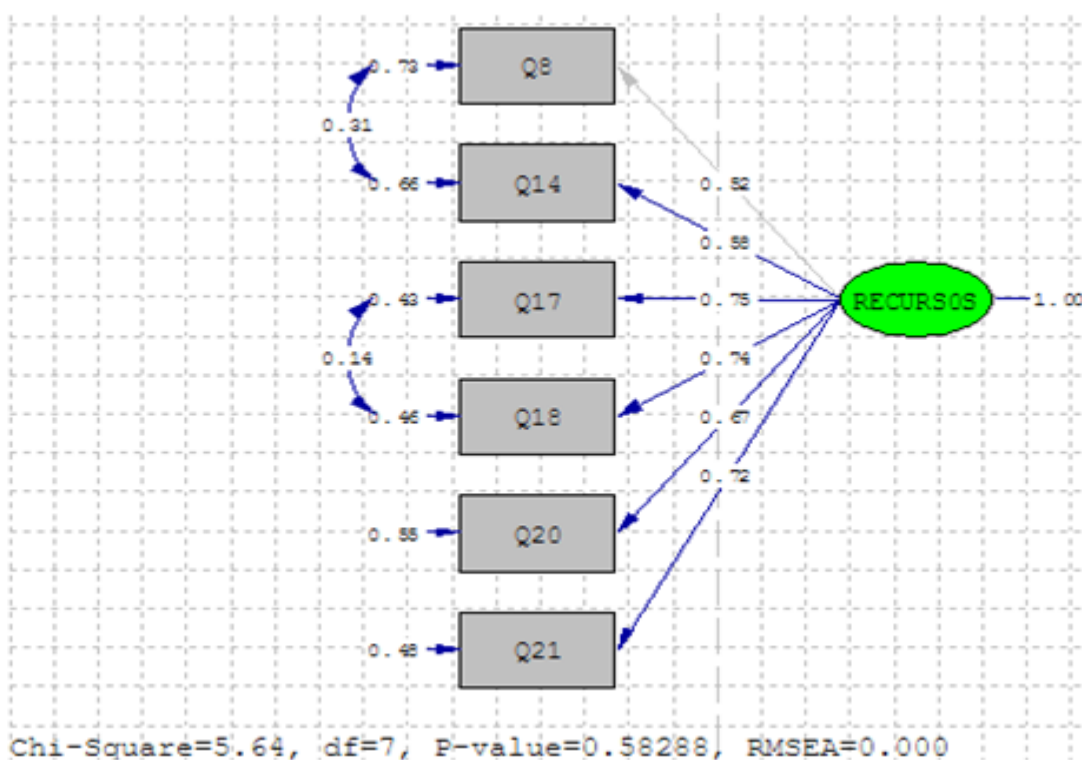 0.73 Q8
0.31
0.66 Q14 0.52
0.58
0.43 Q17 0.75 RECURSOS 1.00
0.14 0.74
0.46 Q18 0.67
0.72
0.55 Q20
0.48 Q21
Chi-Square=5.64, df=7, P-value=0.58288, RMSEA=0.000